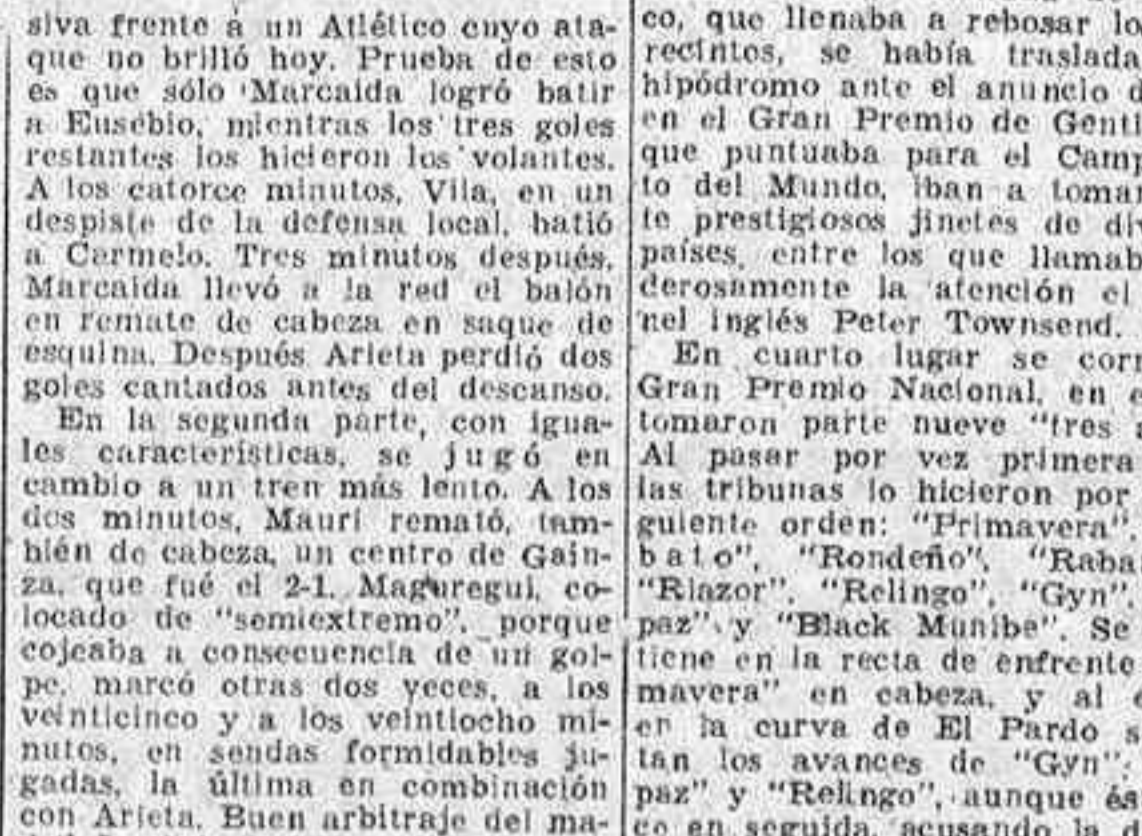 siva frente a un Atlético cuyo ata-
que no brilló hoy. Prueba de esto
es que sólo Marcaida logró batir
a Eusebio, mientras los tres goles
restantes los hicieron los volantes.
A los catorce minutos, Vila, en un
despiste de la defensa local, batió
a Carmelo. Tres minutos después,
Marcaida llevó a la red el balón
en remate de cabeza en saque de
esquina. Después Arieta perdió dos
goles cantados antes del descanso.
En la segunda parte, con igua-
les características, se jugó en
cambio a un tren más lento. A los
dos minutos, Mauri remató, tam-
bién de cabeza, un centro de Gain-
za, que fué el 2-1. Maguregui, co-
locado de "semiextremo", porque
cojeaba a consecuencia de un gol-
pe, marcó otras dos veces, a los
veinticinco y a los veintiocho mi-
nutos, en sendas formidables ju-
gadas, la última en combinación
con Arieta. Buen arbitraje del ma-
co, que llenaba a rebosar lo
recintos, se había traslada
hipódromo ante el anuncio d
en el Gran Premio de Genti
que puntuaba para el Camp
to del Mundo, iban a tomar
te prestigiosos jinetes de div
países, entre los que llamab
derosamente la atención el
nel inglés Peter Townsend.
En cuarto lugar se corr
Gran Premio Nacional, en e
tomaron parte nueve "tres a
Al pasar por vez primera
las tribunas lo hicieron por
guiente orden: "Primavera",
bato", "Rondeño", "Raba
"Riazor", "Relingo", "Gyn",
paz" y "Black Munibe". Se
tiene en la recta de enfrente
mavera" en cabeza, y al
en la curva de El Pardo s
tan los avances de "Gyn",
paz" y "Relingo", aunque és
co en seguida, acusando la d